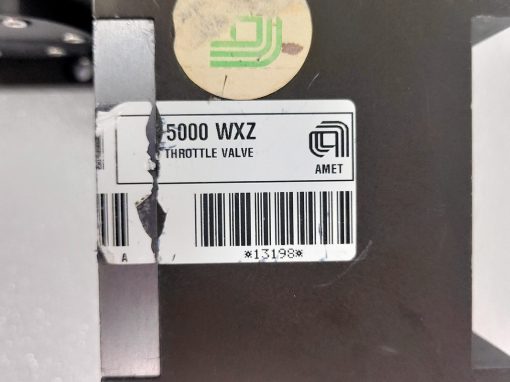 5000 WXZ
THROTTLE VALVE
AMET
A
*13198*